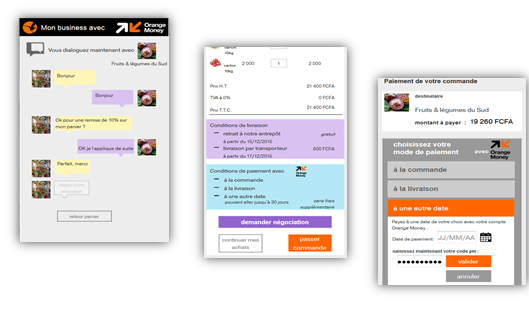 Mon business avec
Orange
Money
Vous dialoguez maintenant avec
Fruits & légumes du Sud
Bonjour
Bonjour
Ok pour une remise de 10% sur
mon panier ?
OK je l'applique de suite
Parfait, merci
retour panier
carton
10kg
carton
10kg
2 000
1
2 000
Prix H.T.
21 400 FCFA
TVA à 0%
0 FCFA
Prix T.T.C.
21 400 FCFA
Conditions de livraison
retrait à notre entrepôt
gratuit
à partir du 15/12/2015
livraison par transporteur
à partir du 17/12/2015
Conditions de paiement avec
Orange
Money
à la commande
à la livraison
à une autre date
pouvant aller jusqu'à 30 jours
sans frais
supplémentaire
demander négociation
continuer mes
achats
passer
commande
Paiement de votre commande
destinataire
Fruits & légumes du Sud
montant à payer : 19 260 FCFA
choisissez votre
mode de paiement
avec
Orange
Money
à la commande
à la livraison
à une autre date
Payez à une date de votre choix avec votre compte
Orange Money :
Date de paiement:
JJ/MM/AA
saisissez maintenant votre code pin :
valider
annuler